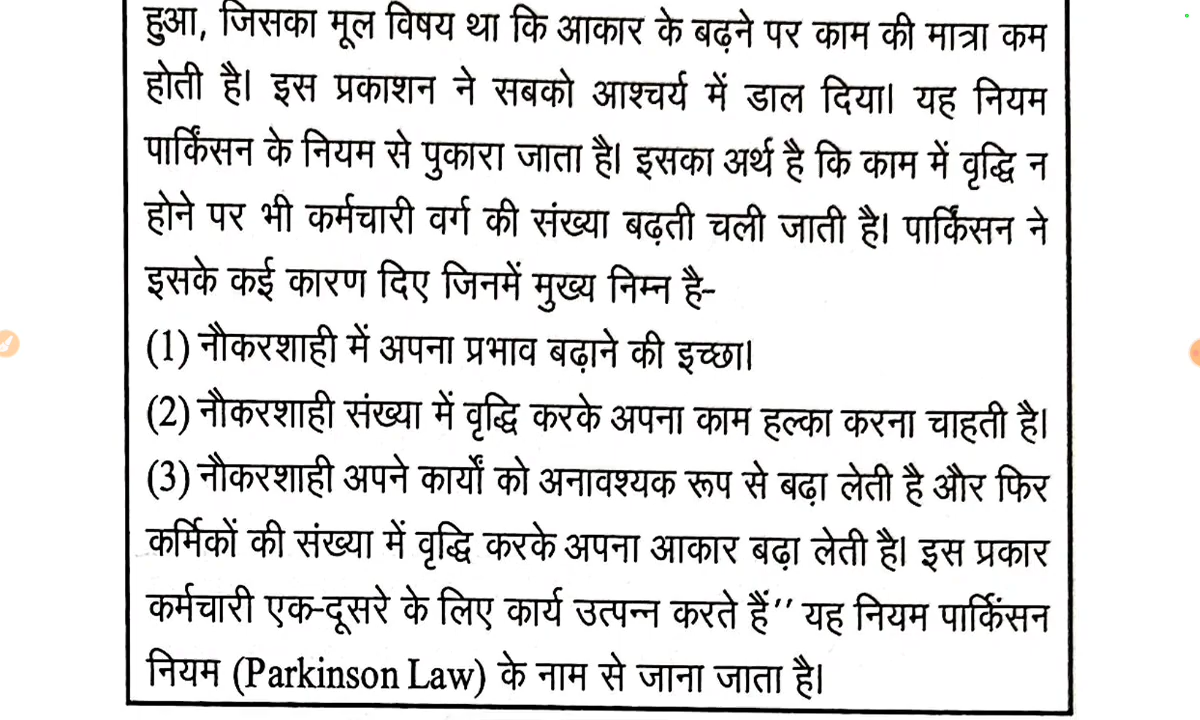 हुआ, जिसका मूल विषय था कि आकार के बढ़ने पर काम की मात्रा कम
होती है। इस प्रकाशन ने सबको आश्चर्य में डाल दिया। यह नियम
पार्किंसन के नियम से पुकारा जाता है। इसका अर्थ है कि काम में वृद्धि न
होने पर भी कर्मचारी वर्ग की संख्या बढ़ती चली जाती है। पार्किंसन ने
इसके कई कारण दिए जिनमें मुख्य निम्न है-
(1) नौकरशाही में अपना प्रभाव बढ़ाने की इच्छा।
(2) नौकरशाही संख्या में वृद्धि करके अपना काम हल्का करना चाहती है।
(3) नौकरशाही अपने कार्यों को अनावश्यक रूप से बढ़ा लेती है और फिर
कर्मिकों की संख्या में वृद्धि करके अपना आकार बढ़ा लेती है। इस प्रकार
कर्मचारी एक-दूसरे के लिए कार्य उत्पन्न करते हैं'' यह नियम पार्किंसन
नियम (Parkinson Law) के नाम से जाना जाता है।